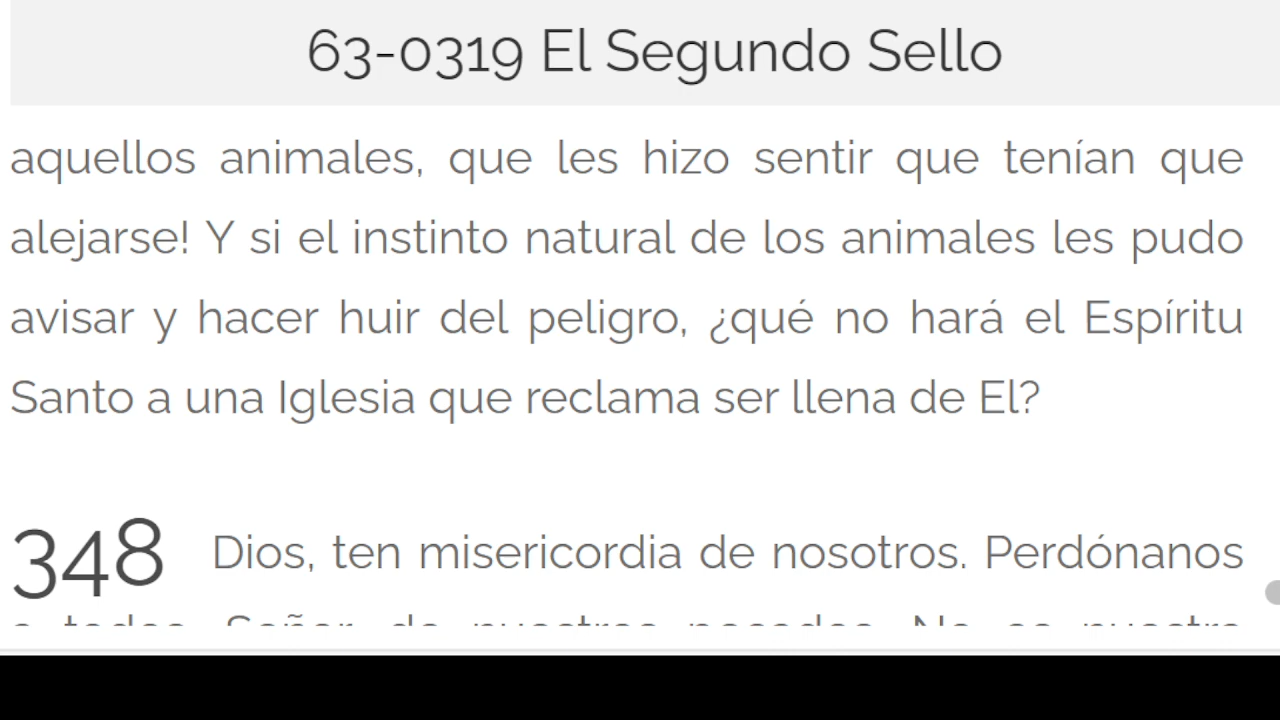 63-0319 El Segundo Sello
aquellos animales, que les hizo sentir que tenían que
alejarse! Y si el instinto natural de los animales les pudo
avisar y hacer huir del peligro, ¿qué no hará el Espíritu
Santo a una Iglesia que reclama ser llena de El?
348 Dios, ten misericordia de nosotros. Perdónanos